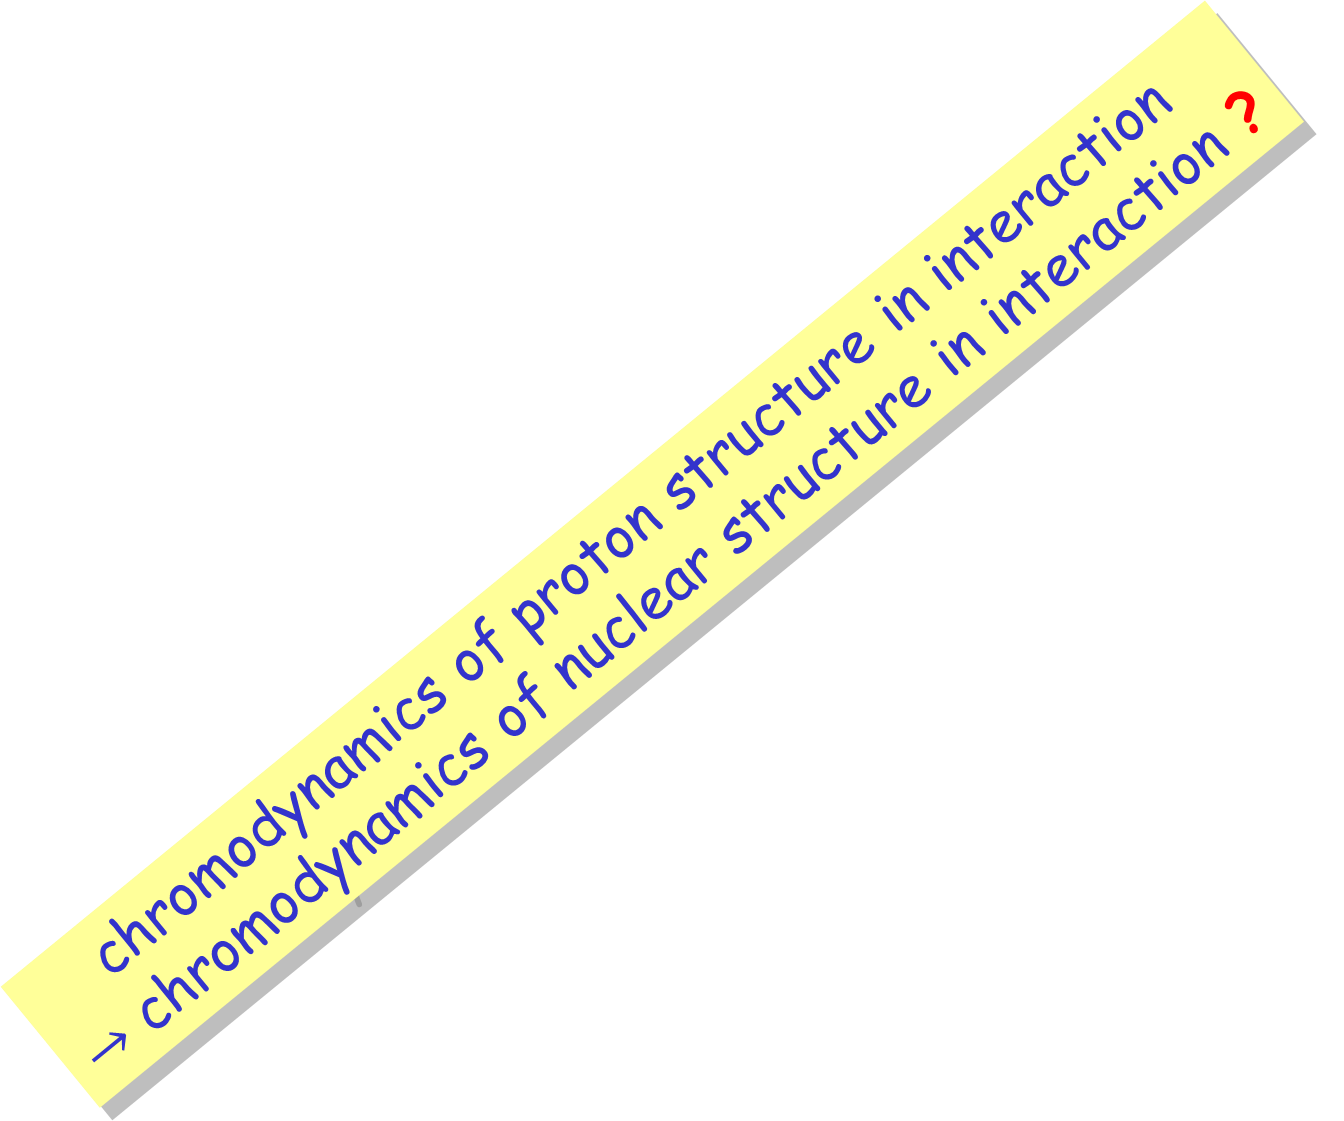 chromodynamics of proton structure in interaction
→ chromodynamics of nuclear structure in interaction ?